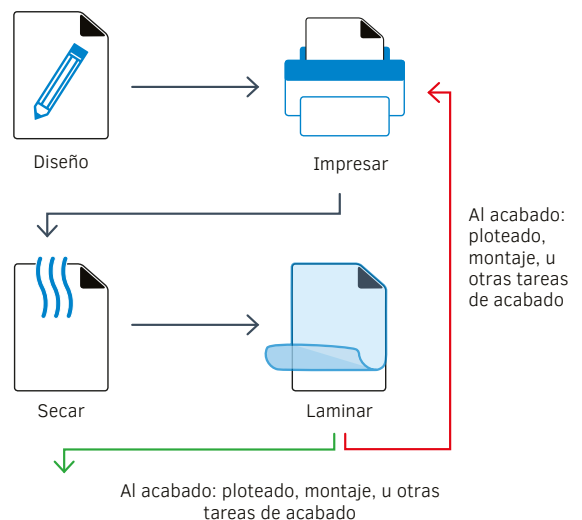 Diseño
Impresar
Al acabado:
ploteado,
montaje, u
otras tareas
de acabado
Secar
Laminar
Al acabado: ploteado, montaje, u otras
tareas de acabado